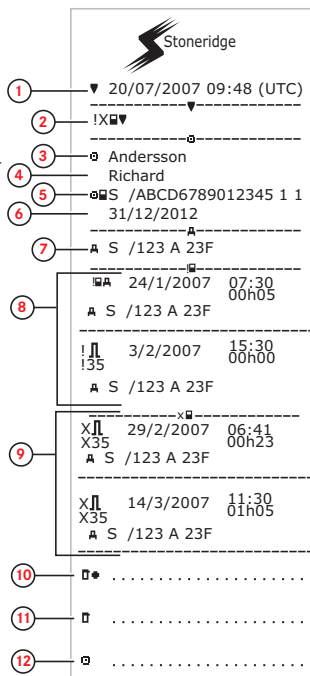 Stoneridge
1 ▼ 20/07/2007 09:48 (UTC)
2 !X▼
3 Andersson
4 Richard
5 S /ABCD6789012345 1 1
6 31/12/2012
7 S /123 A 23F
8
! 24/1/2007 07:30
00h05
S /123 A 23F
! 3/2/2007 15:30
!35 00h00
S /123 A 23F
9
x
X 29/2/2007 06:41
X35 00h23
S /123 A 23F
X 14/3/2007 11:30
X35 01h05
S /123 A 23F
10 . . . . . . . . . . . . . . . . . . . .
11 . . . . . . . . . . . . . . . . . . . .
12 . . . . . . . . . . . . . . . . . . . .